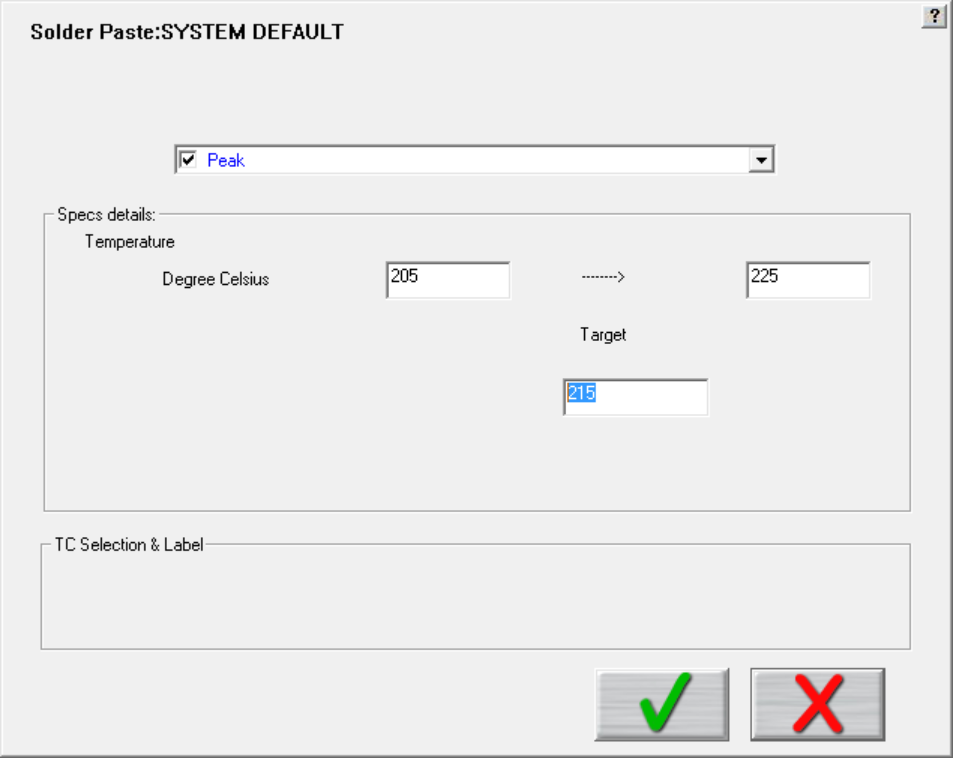 Solder Paste:SYSTEM DEFAULT
?
Peak
Specs details:
Temperature
Degree Celsius 205 --------> 225
Target
215
TC Selection & Label